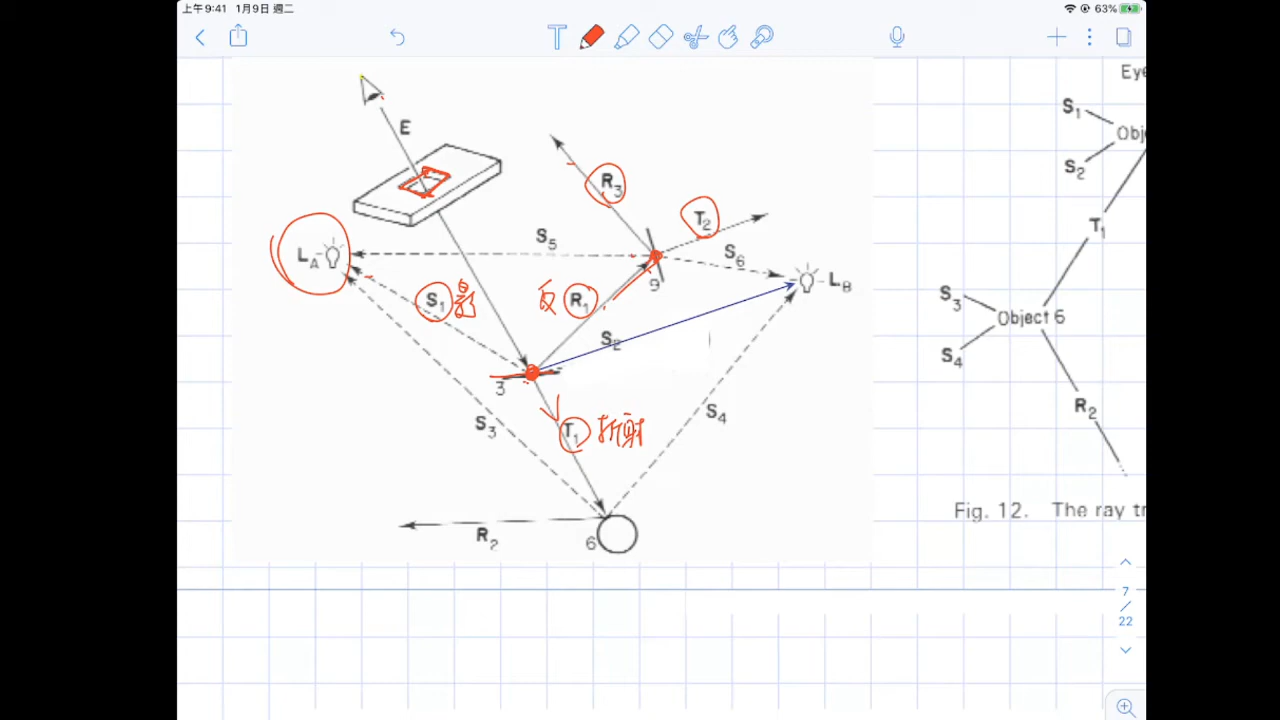 上午9:41 1月9日 週二
63%
T
Eye
S1
Obj
S2
E
R3
T2
LA
S5
S6
LB
9
S1 影
反 R1
S2
3
T1 折射
S3
S4
R2
6
T1
S3
Object 6
S4
R2
Fig. 12. The ray tr
7
/
22